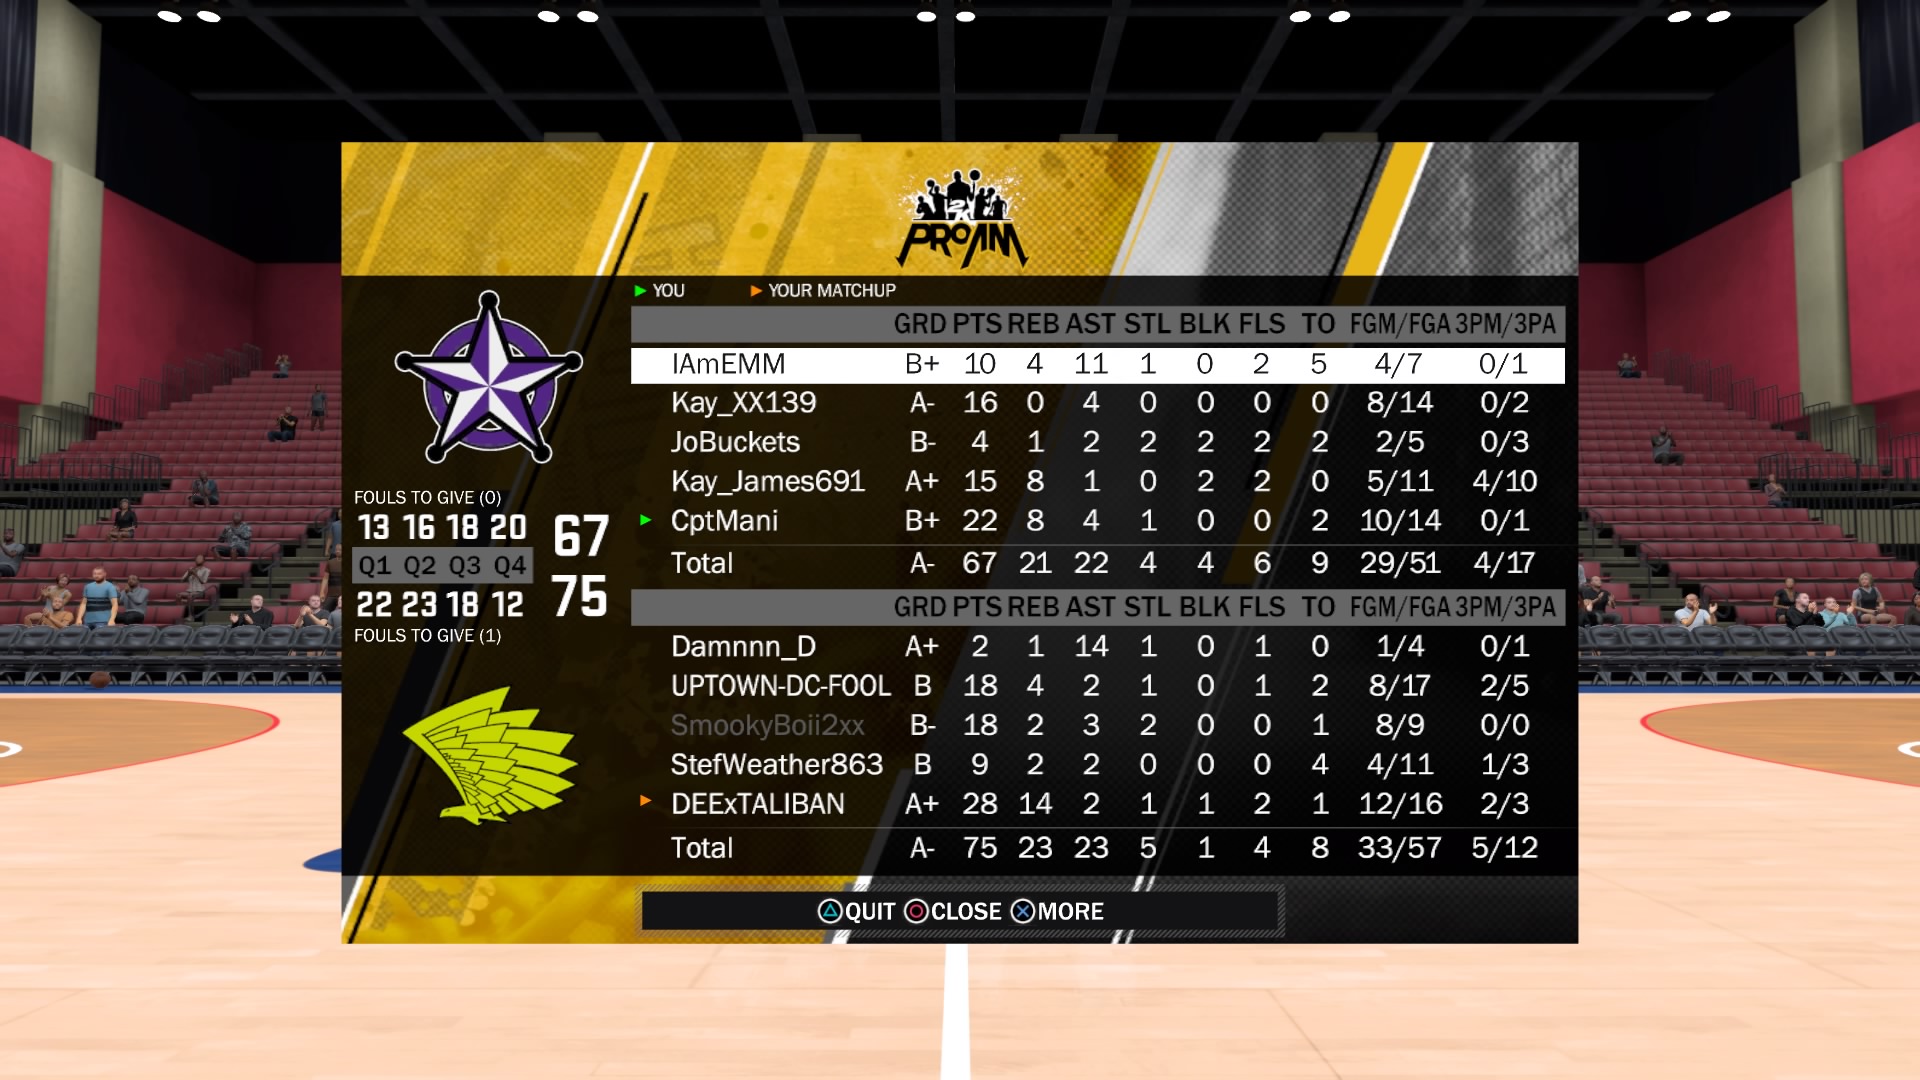 2K
PRO AM
YOU YOUR MATCHUP
GRD PTS REB AST STL BLK FLS TO FGM/FGA 3PM/3PA
IAmEMM B+ 10 4 11 1 0 2 5 4/7 0/1
Kay_XX139 A- 16 0 4 0 0 0 0 8/14 0/2
JoBuckets B- 4 1 2 2 2 2 2 2/5 0/3
Kay_James691 A+ 15 8 1 0 2 2 0 5/11 4/10
CptMani B+ 22 8 4 1 0 0 2 10/14 0/1
Total A- 67 21 22 4 4 6 9 29/51 4/17
FOULS TO GIVE (0)
13 16 18 20 67
Q1 Q2 Q3 Q4
22 23 18 12 75
FOULS TO GIVE (1)
GRD PTS REB AST STL BLK FLS TO FGM/FGA 3PM/3PA
Damnnn_D A+ 2 1 14 1 0 1 0 1/4 0/1
UPTOWN-DC-FOOL B 18 4 2 1 0 1 2 8/17 2/5
SmookyBoii2xx B- 18 2 3 2 0 0 1 8/9 0/0
StefWeather863 B 9 2 2 0 0 0 4 4/11 1/3
DEExTALIBAN A+ 28 14 2 1 1 2 1 12/16 2/3
Total A- 75 23 23 5 1 4 8 33/57 5/12
QUIT CLOSE MORE